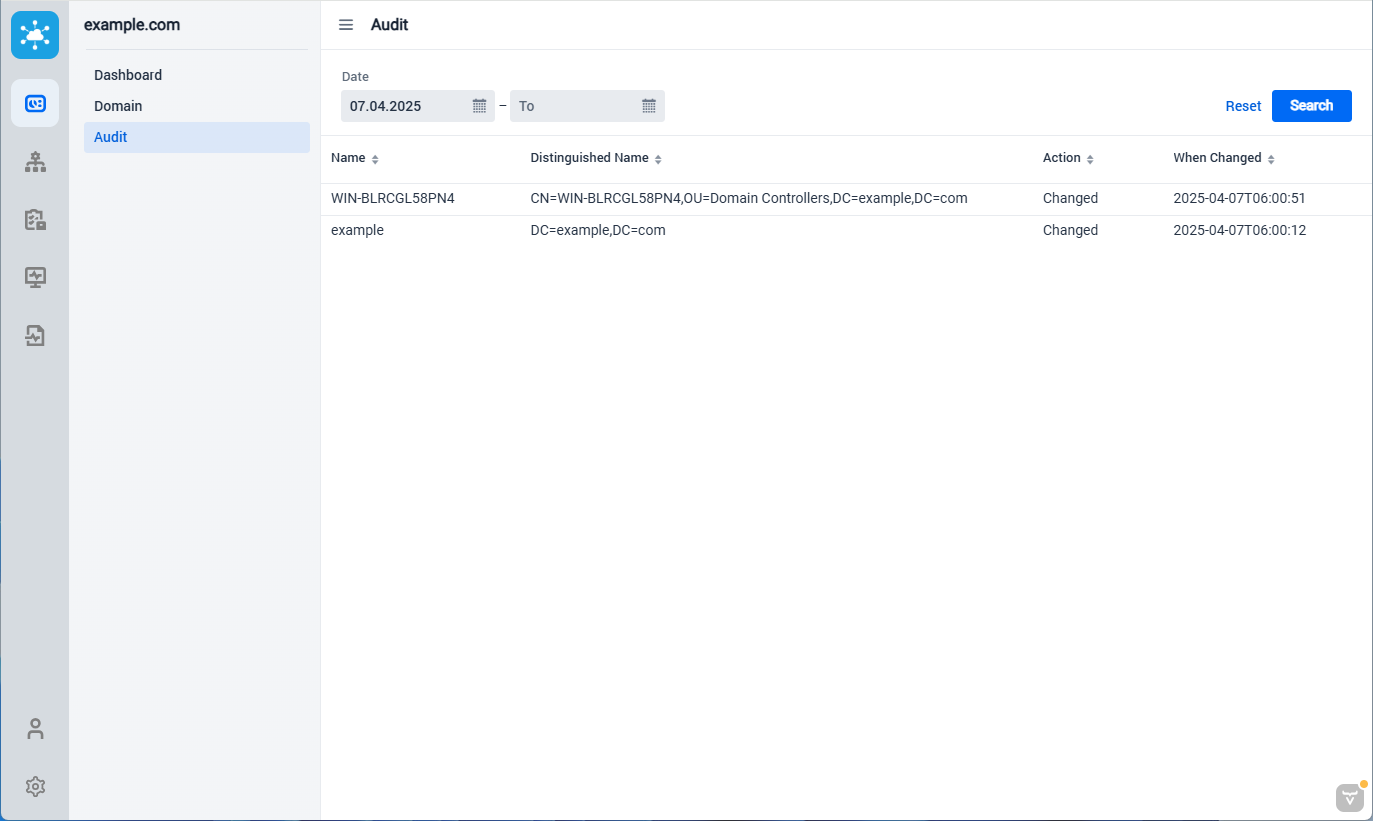 example.com
Dashboard
Domain
Audit
Audit
Date
07.04.2025 – To
Reset Search
Name Distinguished Name Action When Changed
WIN-BLRCGL58PN4 CN=WIN-BLRCGL58PN4,OU=Domain Controllers,DC=example,DC=com Changed 2025-04-07T06:00:51
example DC=example,DC=com Changed 2025-04-07T06:00:12